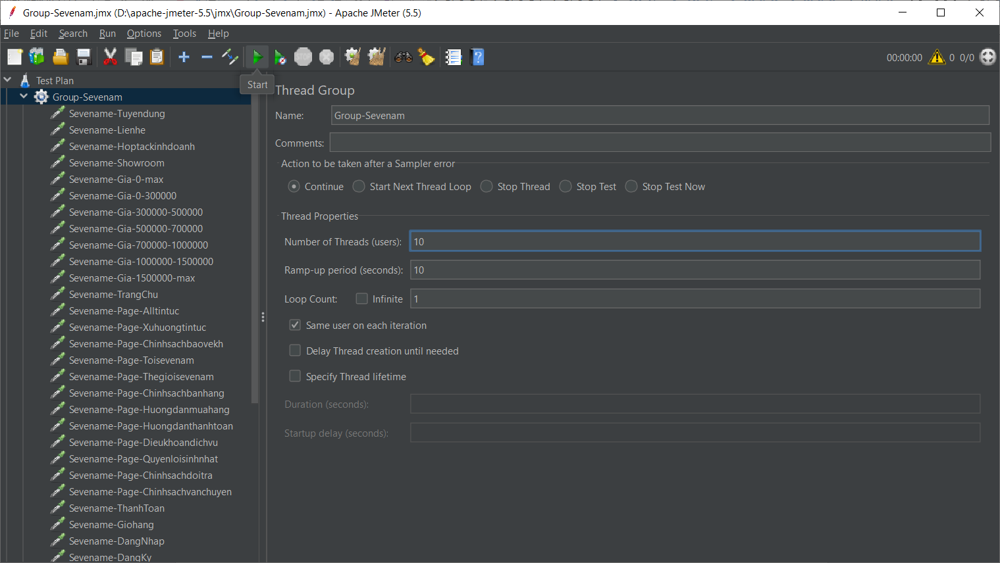 Group-Sevenam.jmx (D:\apache-jmeter-5.5\jmx\Group-Sevenam.jmx) - Apache JMeter (5.5)
File Edit Search Run Options Tools Help
STOP
00:00:00 0 0/0
Start
Test Plan
Group-Sevenam
Sevename-Tuyendung
Sevename-Lienhe
Sevename-Hoptackinhdoanh
Sevename-Showroom
Sevename-Gia-0-max
Sevename-Gia-0-300000
Sevename-Gia-300000-500000
Sevename-Gia-500000-700000
Sevename-Gia-700000-1000000
Sevename-Gia-1000000-1500000
Sevename-Gia-1500000-max
Sevename-TrangChu
Sevename-Page-Alltintuc
Sevename-Page-Xuhuongtintuc
Sevename-Page-Chinhsachbaovekh
Sevename-Page-Toisevenam
Sevename-Page-Thegioisevenam
Sevename-Page-Chinhsachbanhang
Sevename-Page-Huongdanmuahang
Sevename-Page-Huongdanthanhtoan
Sevename-Page-Dieukhoandichvu
Sevename-Page-Quyenloisinhnhat
Sevename-Page-Chinhsachdoitra
Sevename-Page-Chinhsachvanchuyen
Sevename-ThanhToan
Sevename-Giohang
Sevename-DangNhap
Sevename-DangKy
Thread Group
Name: Group-Sevenam
Comments:
Action to be taken after a Sampler error
Continue Start Next Thread Loop Stop Thread Stop Test Stop Test Now
Thread Properties
Number of Threads (users): 10
Ramp-up period (seconds): 10
Loop Count: Infinite 1
Same user on each iteration
Delay Thread creation until needed
Specify Thread lifetime
Duration (seconds):
Startup delay (seconds):